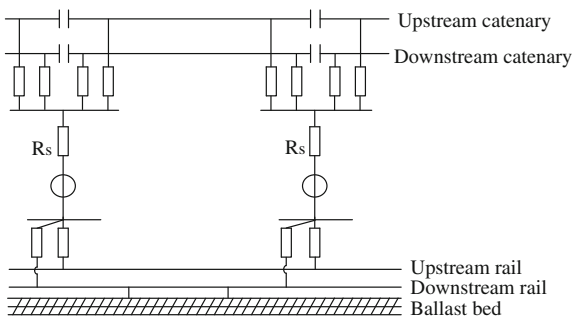 Upstream catenary
Downstream catenary
Rs
Rs
Upstream rail
Downstream rail
Ballast bed